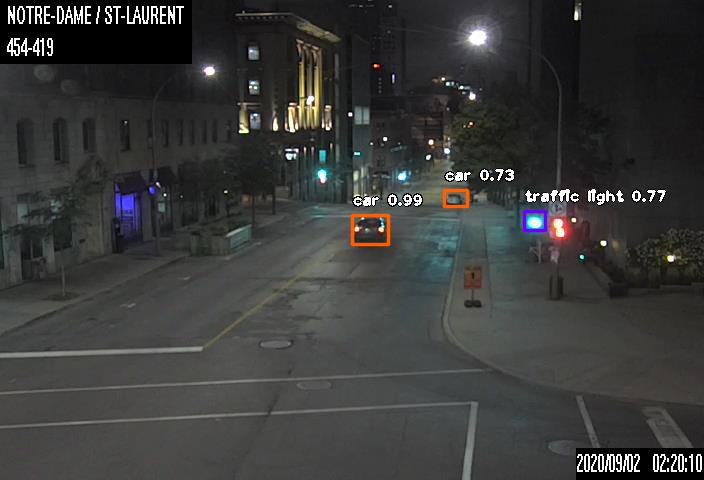 NOTRE-DAME / ST-LAURENT
454-419
car 0.73
car 0.99
traffic light 0.77
2020/09/02 02:20:10